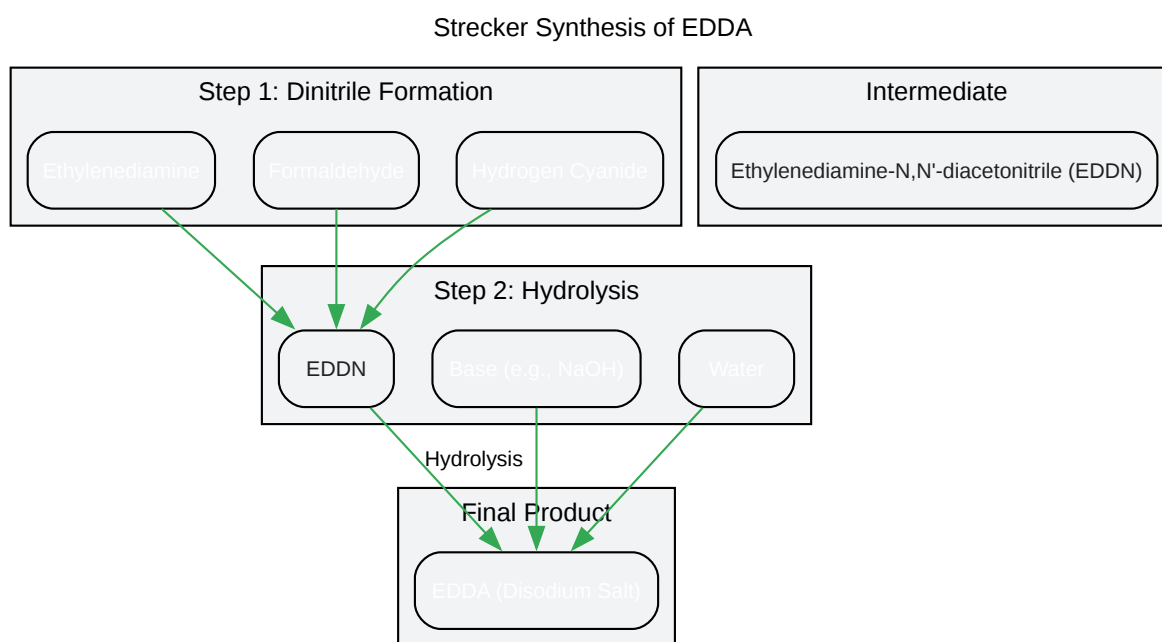 Strecker Synthesis of EDDA
Step 1: Dinitrile Formation
Intermediate
Ethylenediamine
Formaldehyde
Hydrogen Cyanide
Ethylenediamine-N,N'-diacetonitrile (EDDN)
Step 2: Hydrolysis
EDDN
Base (e.g., NaOH)
Water
Hydrolysis
Final Product
EDDA (Disodium Salt)